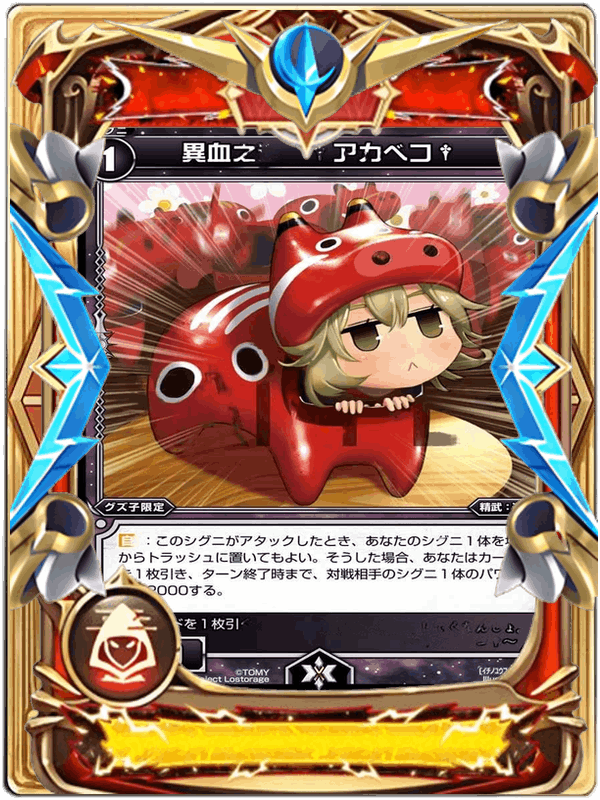 1
異血之 アカベコ†
グズ子限定
精武:
:このシグニがアタックしたとき、あなたのシグニ1体を
からトラッシュに置いてもよい。そうした場合、あなたはカー
1枚引き、ターン終了時まで、対戦相手のシグニ1体のパワ
2000する。
ドを1枚引く
©TOMY
lect Lostorage